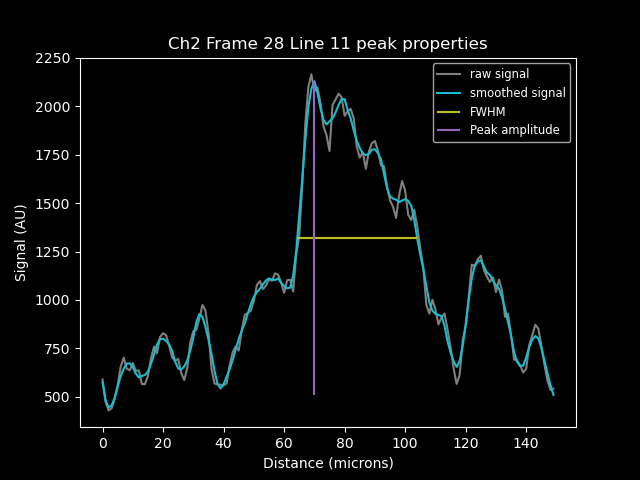 Ch2 Frame 28 Line 11 peak properties
raw signal
smoothed signal
FWHM
Peak amplitude
2250
2000
1750
1500
1250
1000
750
500
Signal (AU)
0 20 40 60 80 100 120 140
Distance (microns)